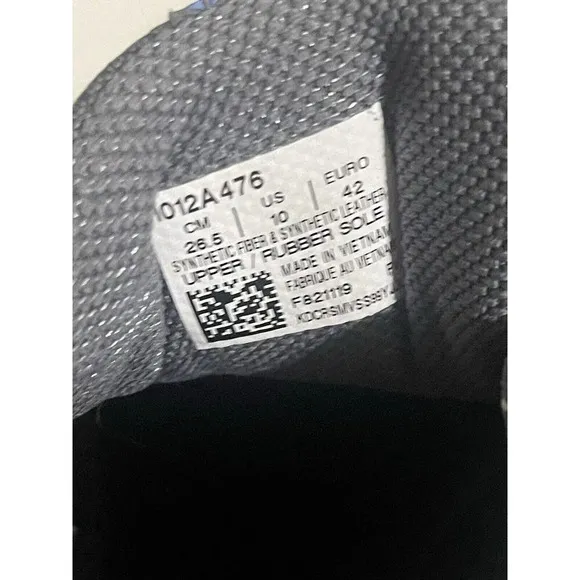 1012A476
CM | US | EURO
26.5 | 10 | 42
SYNTHETIC FIBER & SYNTHETIC LEATHER
UPPER / RUBBER SOLE
MADE IN VIETNAM
FABRIQUE AU VIETNAM
F821119
KDCRSMVSS99Y